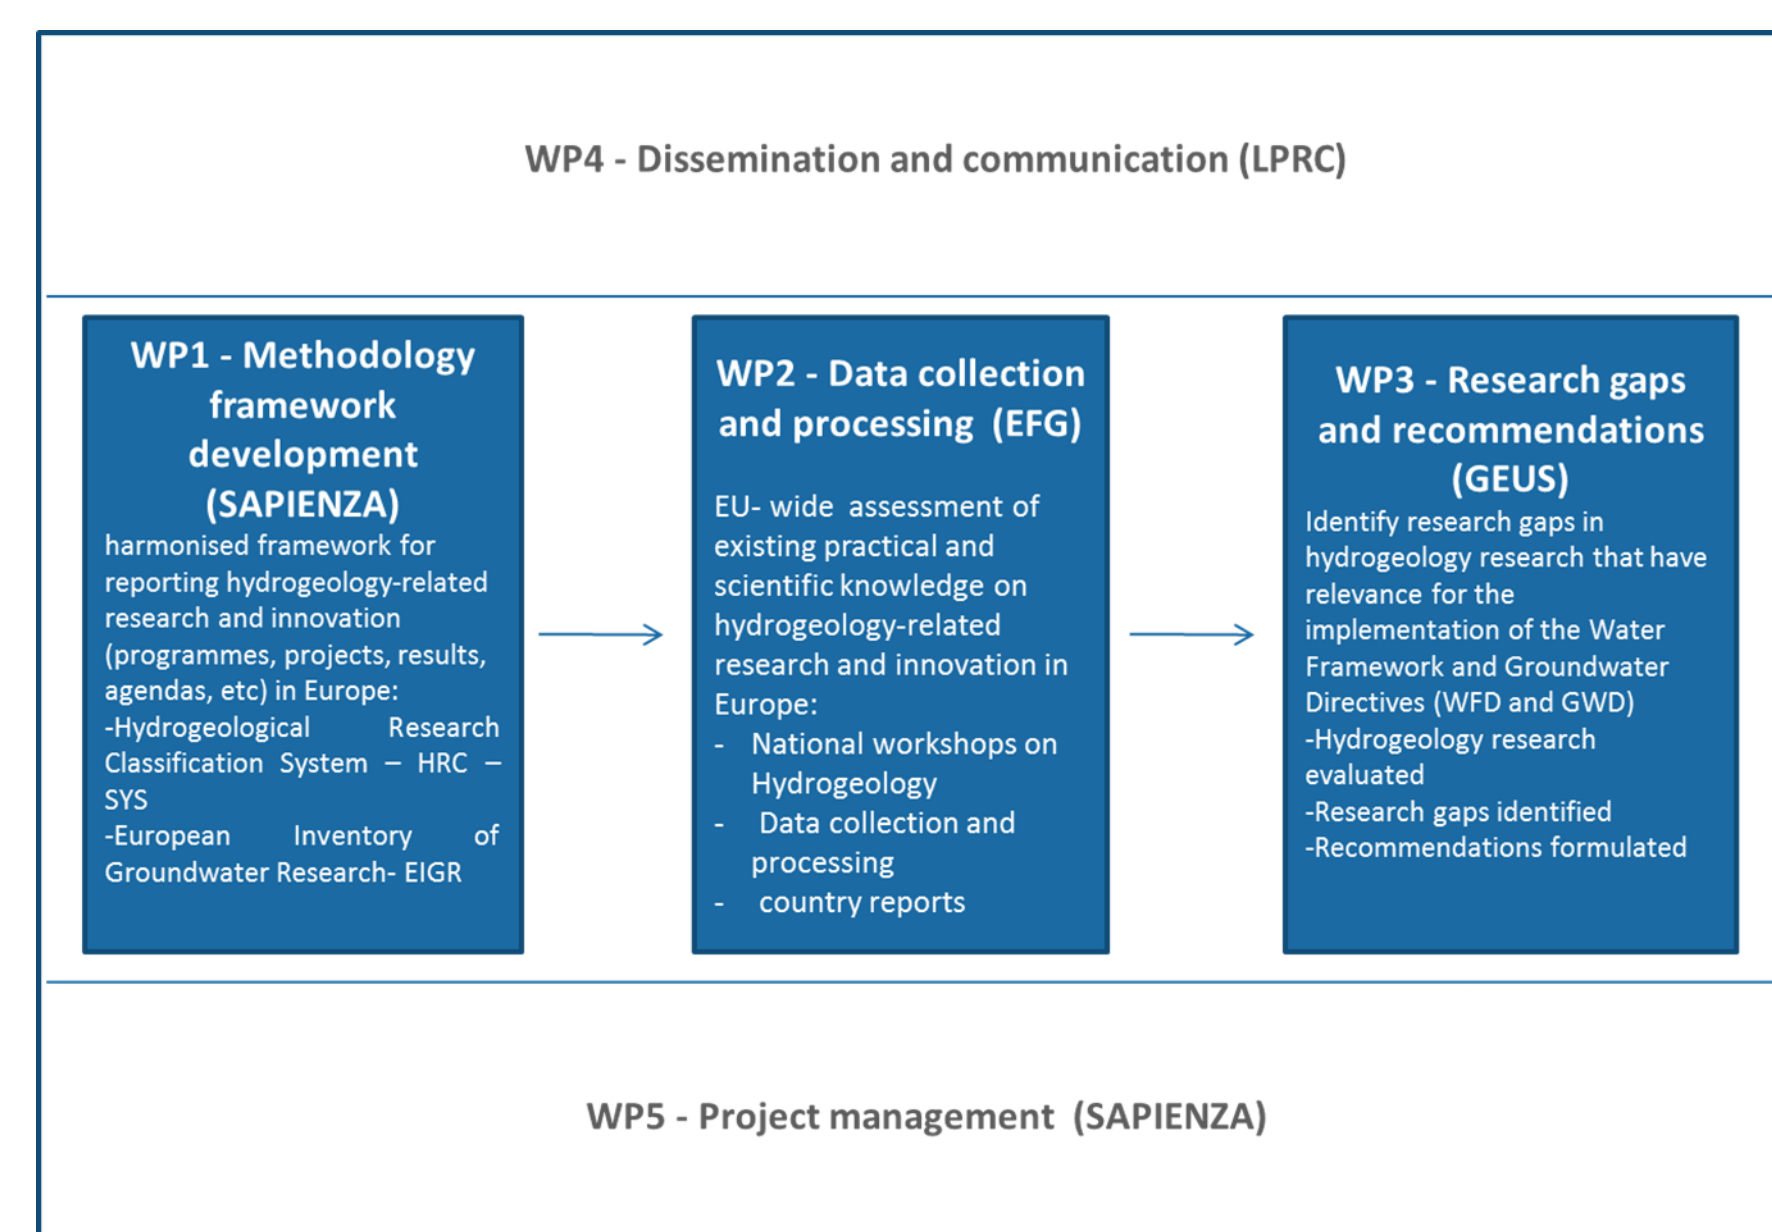 WP4 - Dissemination and communication (LPRC)
WP1 - Methodology
framework
development
(SAPIENZA)
harmonised framework for
reporting hydrogeology-related
research and innovation
(programmes, projects, results,
agendas, etc) in Europe:
-Hydrogeological Research
Classification System – HRC –
SYS
-European Inventory of
Groundwater Research- EIGR
WP2 - Data collection
and processing (EFG)
EU- wide assessment of
existing practical and
scientific knowledge on
hydrogeology-related
research and innovation in
Europe:
- National workshops on
Hydrogeology
- Data collection and
processing
- country reports
WP3 - Research gaps
and recommendations
(GEUS)
Identify research gaps in
hydrogeology research that have
relevance for the
implementation of the Water
Framework and Groundwater
Directives (WFD and GWD)
-Hydrogeology research
evaluated
-Research gaps identified
-Recommendations formulated
WP5 - Project management (SAPIENZA)